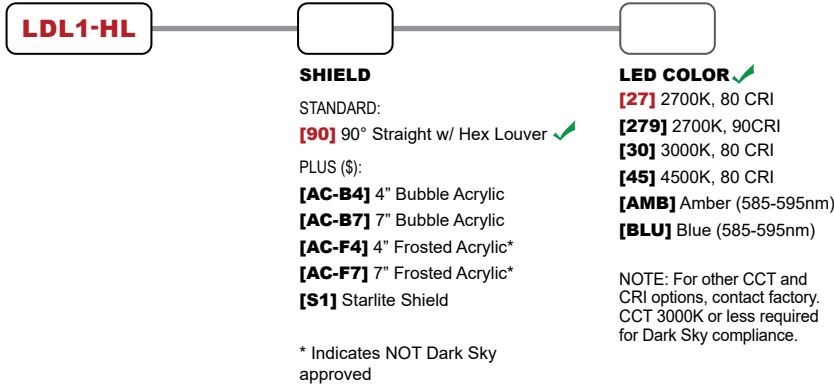 LDL1-HL
SHIELD
STANDARD:
[90] 90° Straight w/ Hex Louver
PLUS ($):
[AC-B4] 4” Bubble Acrylic
[AC-B7] 7” Bubble Acrylic
[AC-F4] 4” Frosted Acrylic*
[AC-F7] 7” Frosted Acrylic*
[S1] Starlite Shield
* Indicates NOT Dark Sky
approved
LED COLOR
[27] 2700K, 80 CRI
[279] 2700K, 90CRI
[30] 3000K, 80 CRI
[45] 4500K, 80 CRI
[AMB] Amber (585-595nm)
[BLU] Blue (585-595nm)
NOTE: For other CCT and
CRI options, contact factory.
CCT 3000K or less required
for Dark Sky compliance.